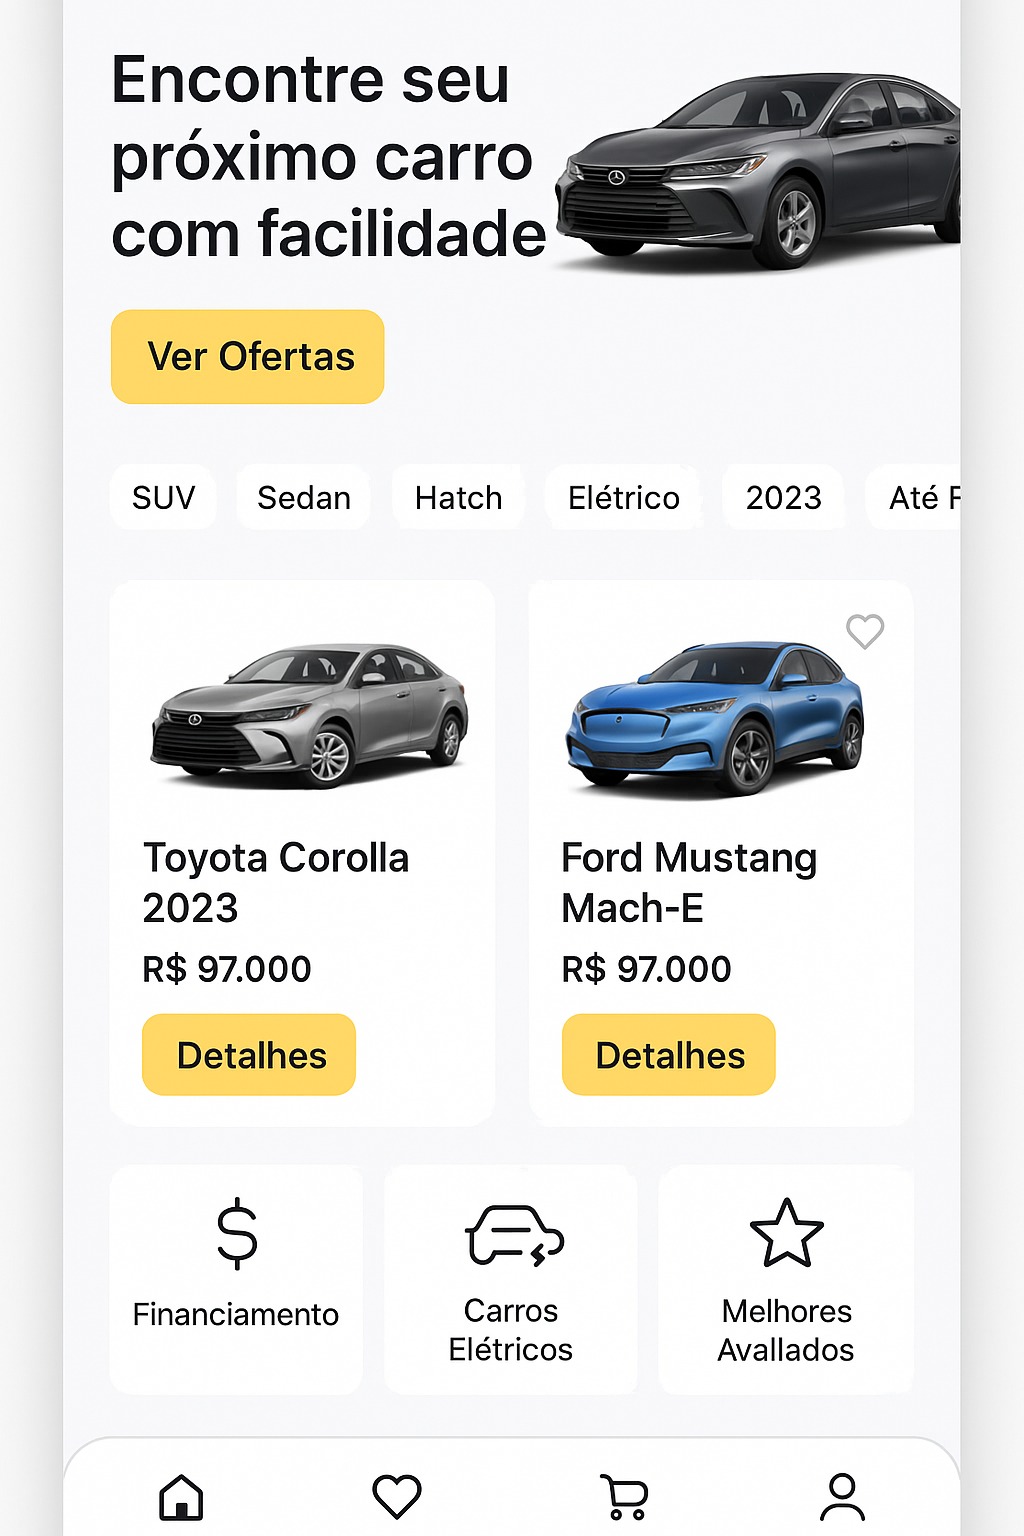 Encontre seu
próximo carro
com facilidade
Ver Ofertas
SUV
Sedan
Hatch
Elétrico
2023
Até F
Toyota Corolla
2023
R$ 97.000
Detalhes
Ford Mustang
Mach-E
R$ 97.000
Detalhes
Financiamento
Carros
Elétricos
Melhores
Avallados